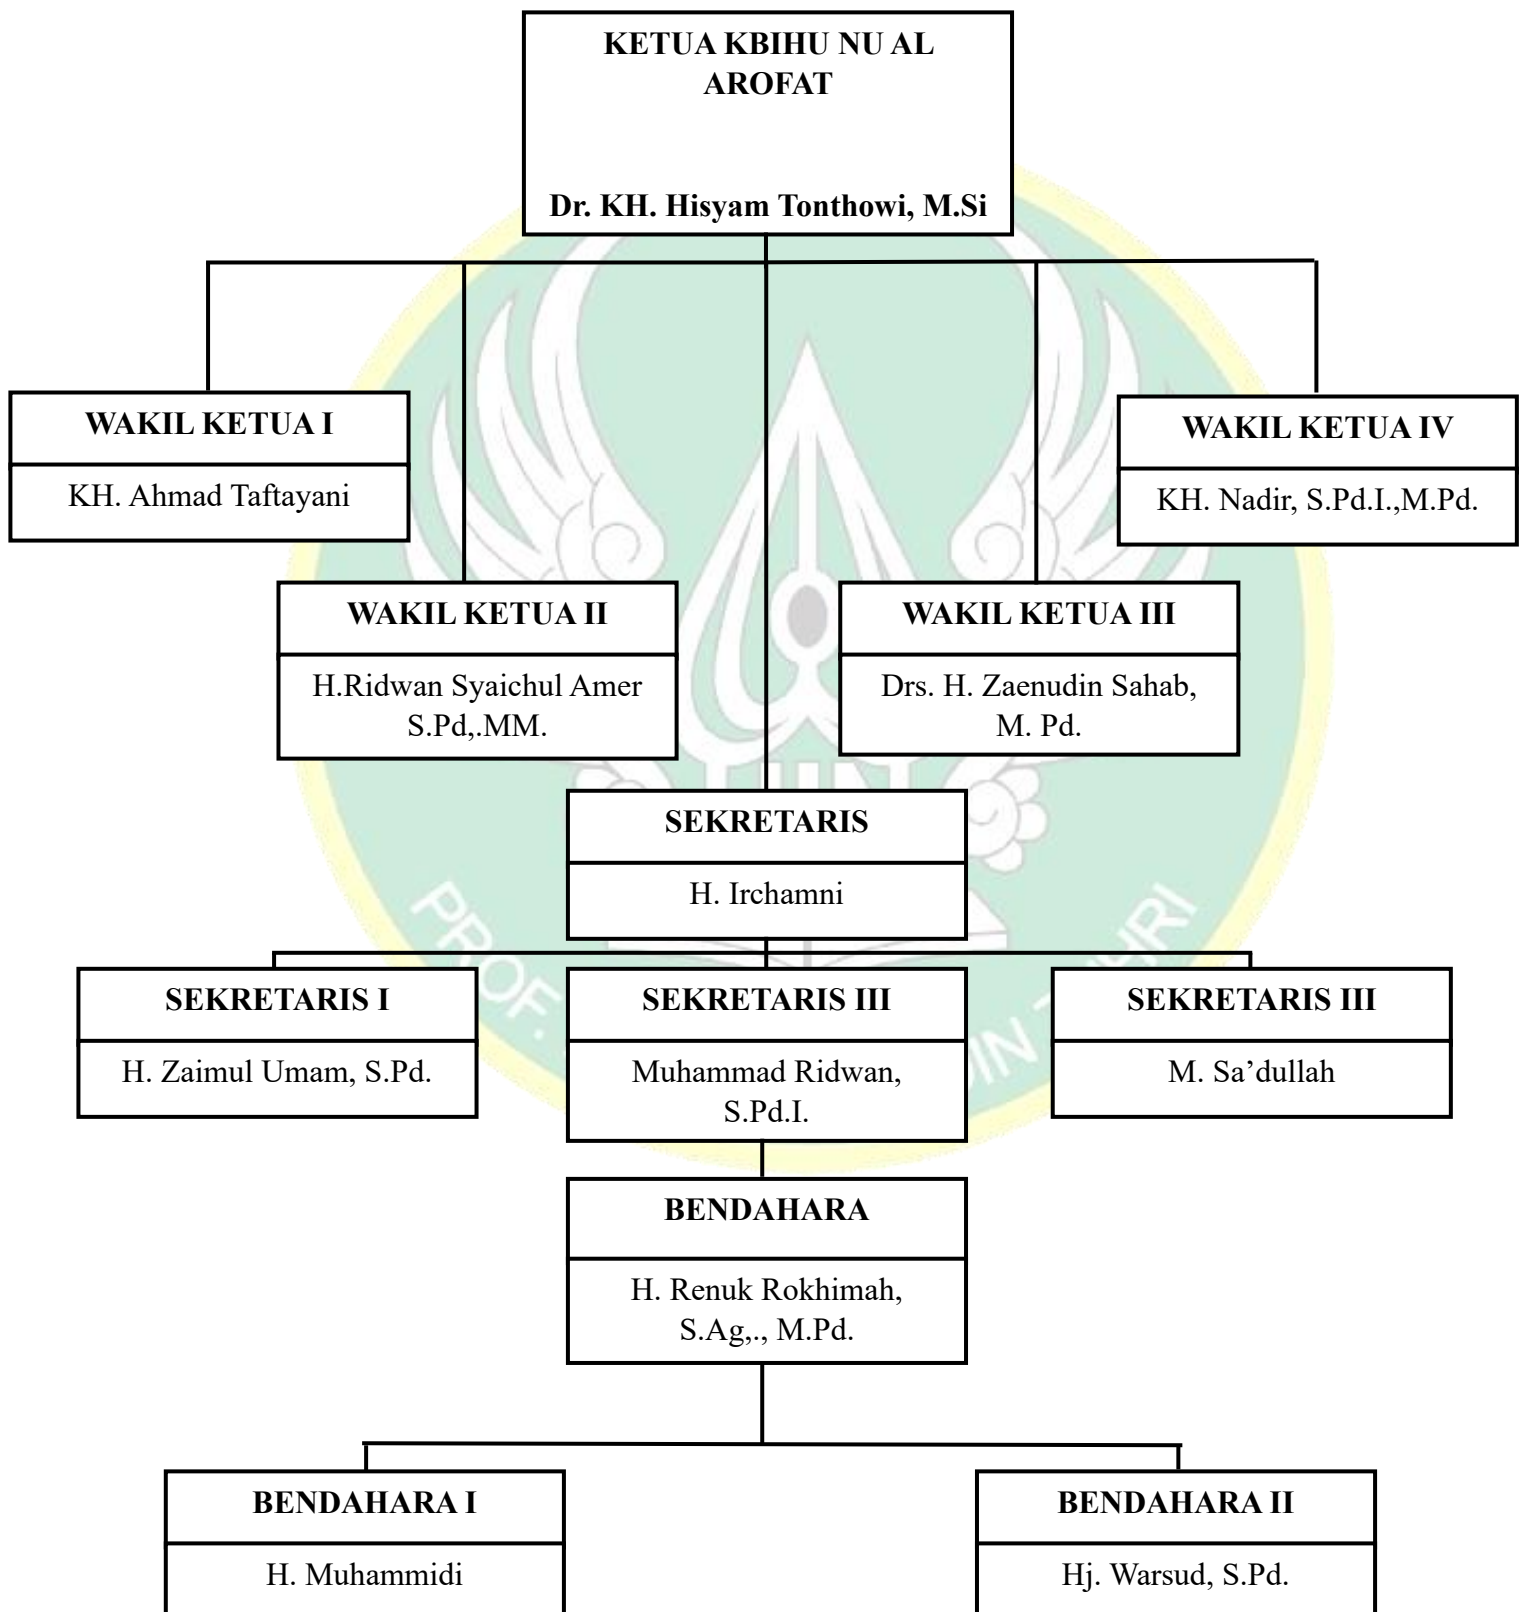 KETUA KBIHU NU AL
AROFAT
Dr. KH. Hisyam Tonthowi, M.Si
WAKIL KETUA I
KH. Ahmad Taftayani
WAKIL KETUA IV
KH. Nadir, S.Pd.I.,M.Pd.
WAKIL KETUA II
H.Ridwan Syaichul Amer
S.Pd,.MM.
WAKIL KETUA III
Drs. H. Zaenudin Sahab,
M. Pd.
SEKRETARIS
H. Irchamni
SEKRETARIS I
H. Zaimul Umam, S.Pd.
SEKRETARIS III
Muhammad Ridwan,
S.Pd.I.
SEKRETARIS III
M. Sa’dullah
BENDAHARA
H. Renuk Rokhimah,
S.Ag,., M.Pd.
BENDAHARA I
H. Muhammidi
BENDAHARA II
Hj. Warsud, S.Pd.
PROF.